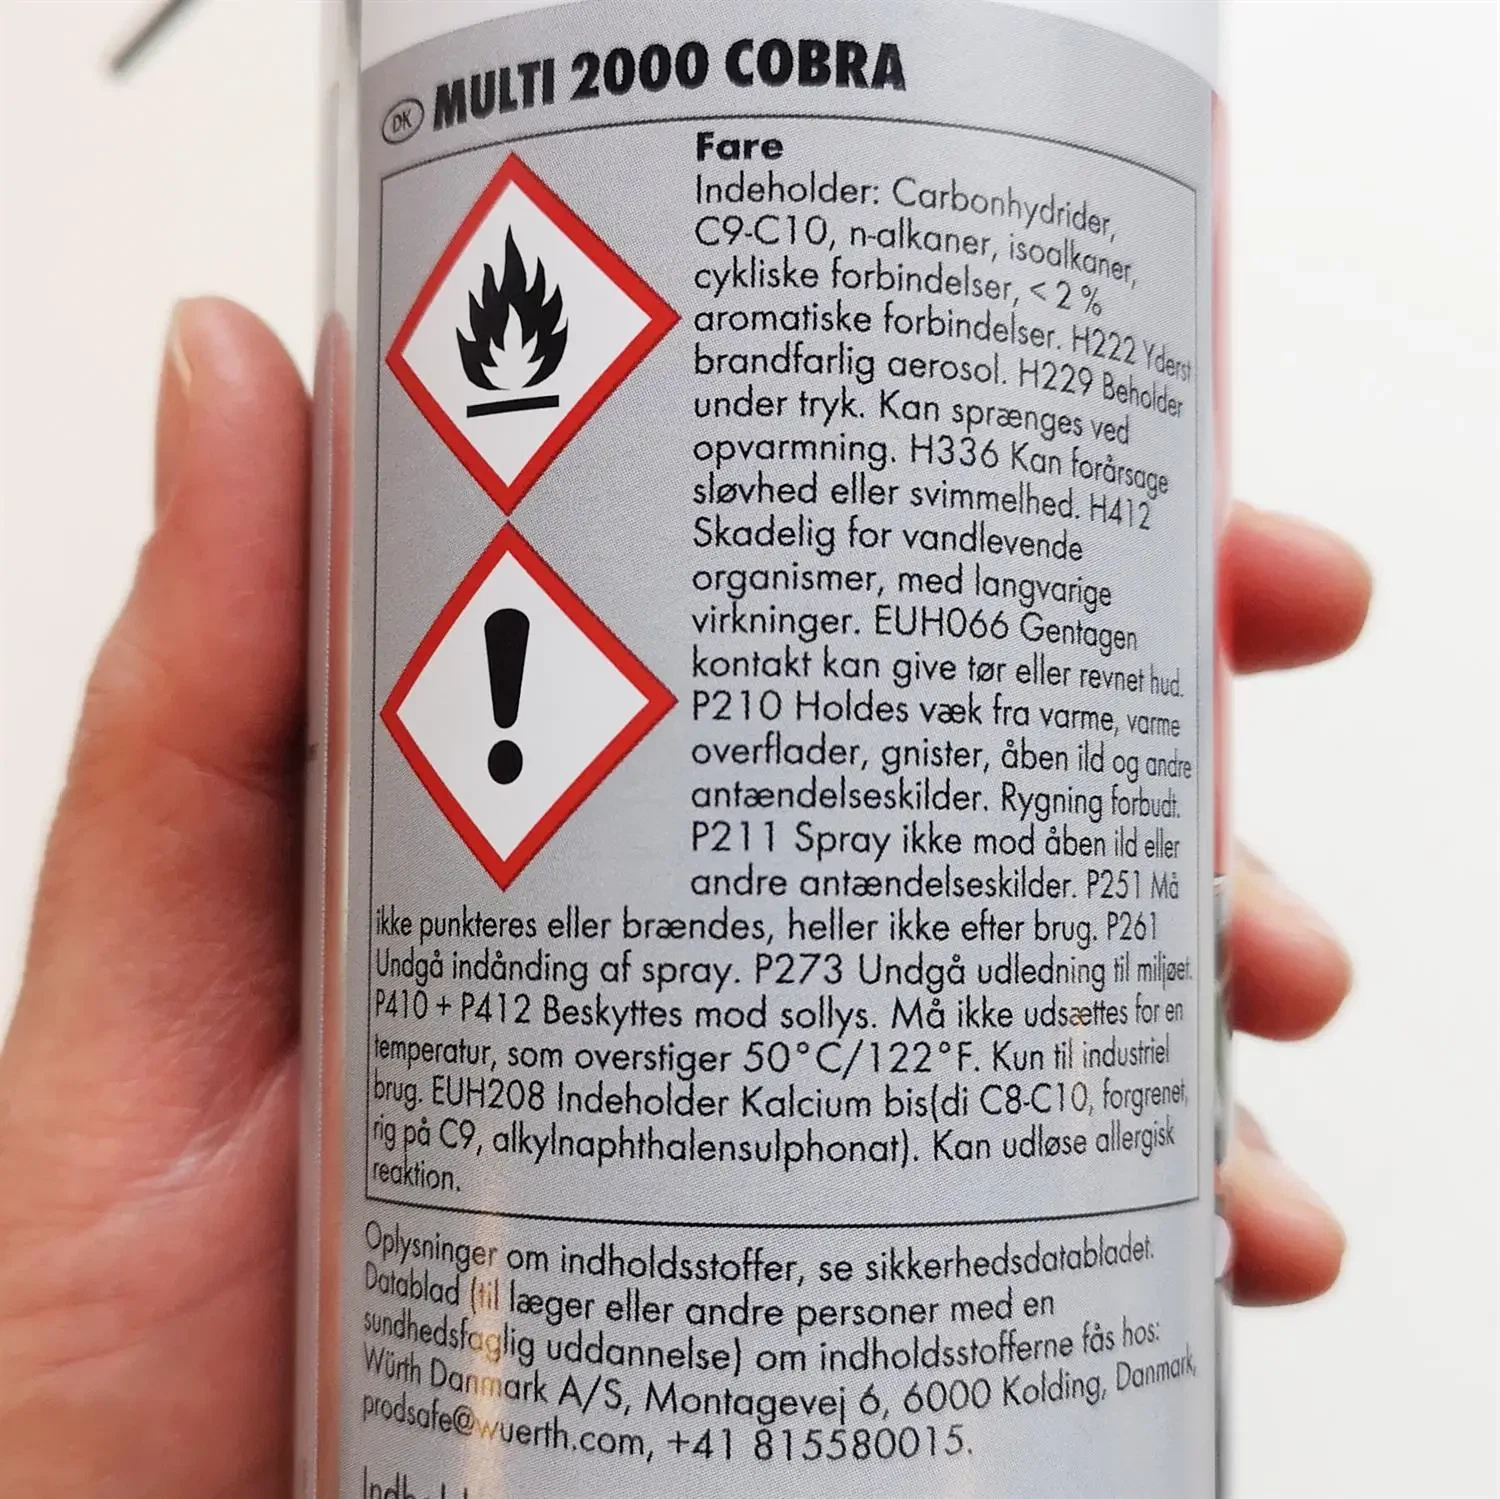 DK MULTI 2000 COBRA
Fare
Indeholder: Carbonhydrider,
C9-C10, n-alkaner, isoalkaner,
cykliske forbindelser, < 2 %
aromatiske forbindelser. H222 Yderst
brandfarlig aerosol. H229 Beholder
under tryk. Kan sprænges ved
opvarmning. H336 Kan forårsage
sløvhed eller svimmelhed. H412
Skadelig for vandlevende
organismer, med langvarige
virkninger. EUH066 Gentagen
kontakt kan give tør eller revnet hud.
P210 Holdes væk fra varme, varme
overflader, gnister, åben ild og andre
antændelseskilder. Rygning forbudt.
P211 Spray ikke mod åben ild eller
andre antændelseskilder. P251 Må
ikke punkteres eller brændes, heller ikke efter brug. P261
Undgå indånding af spray. P273 Undgå udledning til miljøet.
P410 + P412 Beskyttes mod sollys. Må ikke udsættes for en
temperatur, som overstiger 50°C/122°F. Kun til industriel
brug. EUH208 Indeholder Kalcium bis(di C8-C10, forgrenet,
rig på C9, alkylnaphthalensulphonat). Kan udløse allergisk
reaktion.
Oplysninger om indholdsstoffer, se sikkerhedsdatabladet.
Datablad (til læger eller andre personer med en
sundhedsfaglig uddannelse) om indholdsstofferne fås hos:
Würth Danmark A/S, Montagevej 6, 6000 Kolding, Danmark,
prodsafe@wuerth.com, +41 815580015.